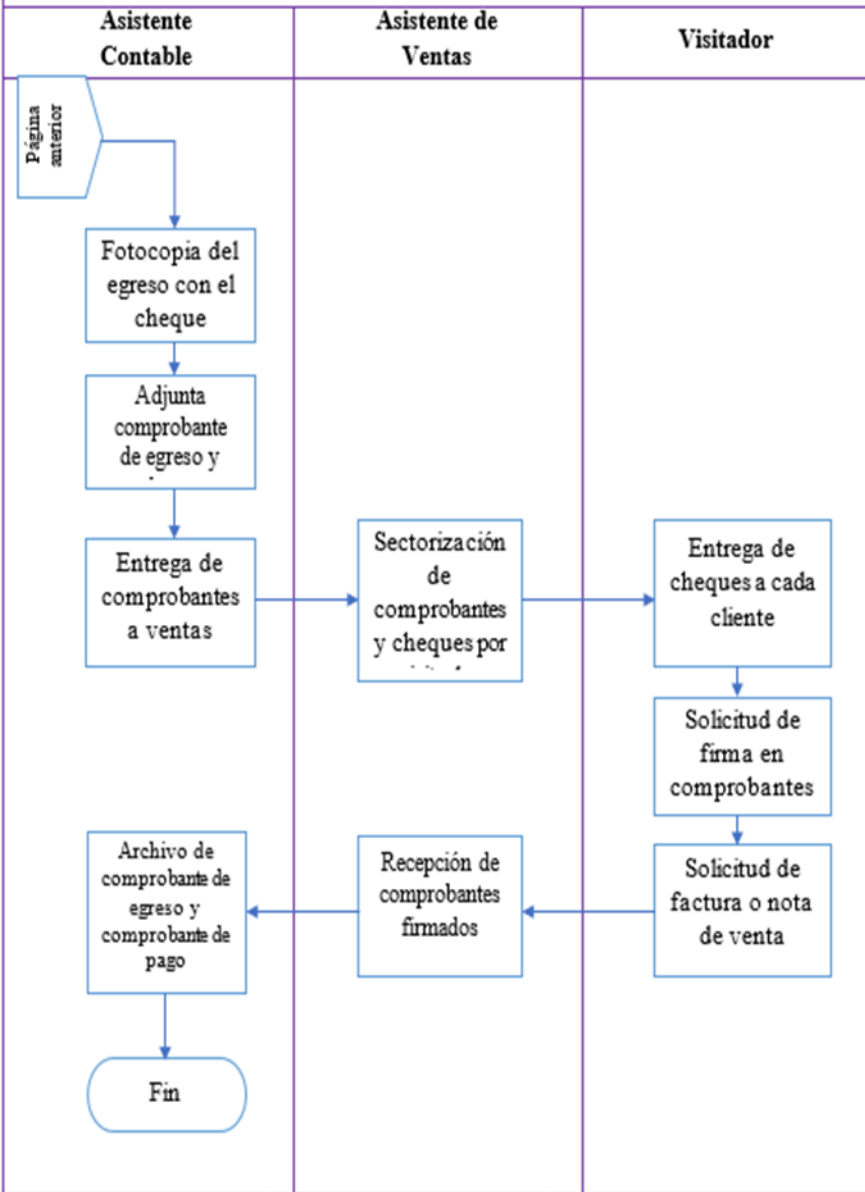 Asistente
Contable
Asistente de
Ventas
Visitador
Página
anterior
Fotocopia del
egreso con el
cheque
Adjunta
comprobante
de egreso y
Entrega de
comprobantes
a ventas
Sectorización
de
comprobantes
y cheques por
Entrega de
cheques a cada
cliente
Solicitud de
firma en
comprobantes
Solicitud de
factura o nota
de venta
Recepción de
comprobantes
firmados
Archivo de
comprobante de
egreso y
comprobante de
pago
Fin